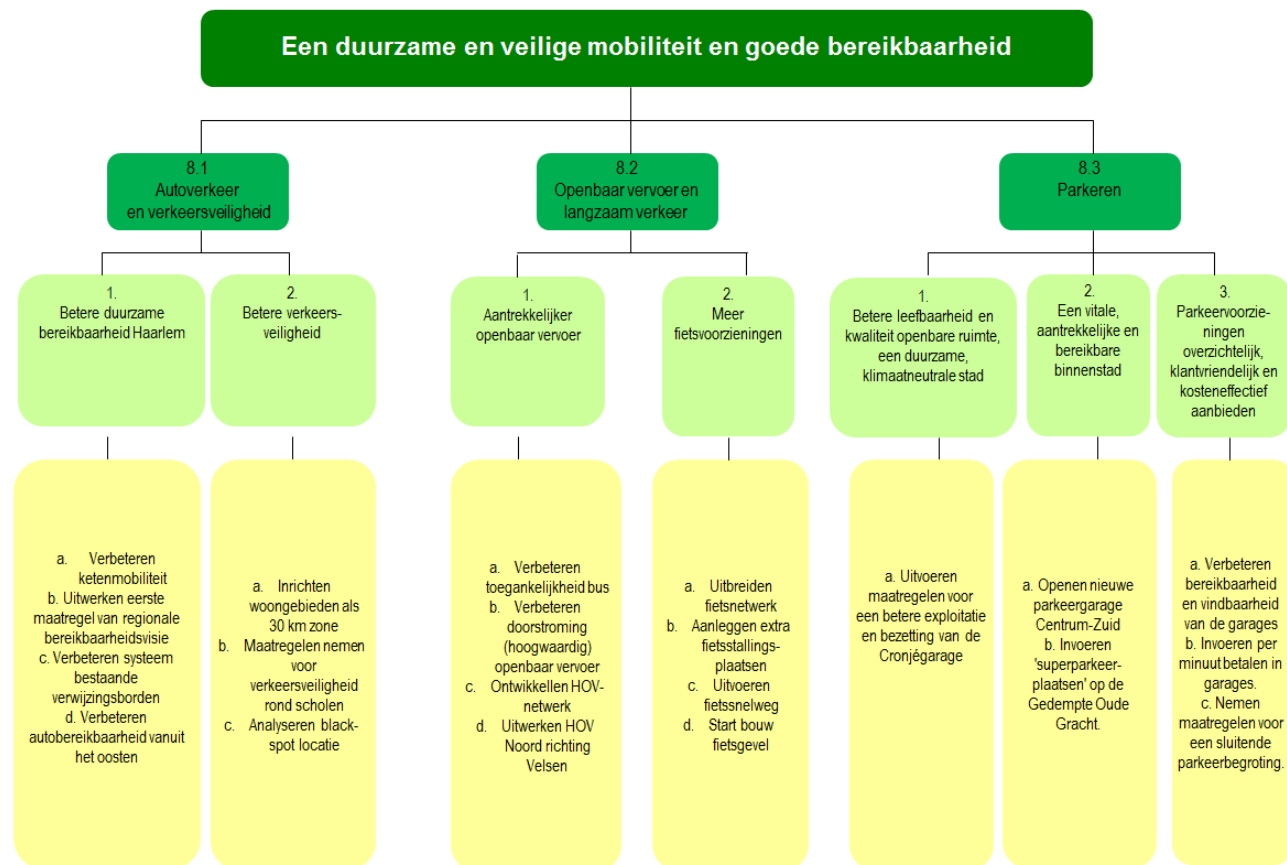 Een duurzame en veilige mobiliteit en goede bereikbaarheid
8.1
Autoverkeer
en verkeersveiligheid
8.2
Openbaar vervoer en
langzaam verkeer
8.3
Parkeren
1.
Betere duurzame
bereikbaarheid Haarlem
2.
Betere verkeers-
veiligheid
1.
Aantrekkelijker
openbaar vervoer
2.
Meer
fietsvoorzieningen
1.
Betere leefbaarheid en
kwaliteit openbare ruimte,
een duurzame,
klimaatneutrale stad
2.
Een vitale,
aantrekkelijke en
bereikbare
binnenstad
3.
Parkeervoorzie-
ningen
overzichtelijk,
klantvriendelijk en
kosteneffectief
aanbieden
a. Verbeteren
ketenmobiliteit
b. Uitwerken eerste
maatregel van regionale
bereikbaarheidsvisie
c. Verbeteren systeem
bestaande
verwijzingsborden
d. Verbeteren
autobereikbaarheid vanuit
het oosten
a. Inrichten
woongebieden als
30 km zone
b. Maatregelen nemen
voor
verkeersveiligheid
rond scholen
c. Analyseren black-
spot locatie
a. Verbeteren
toegankelijkheid bus
b. Verbeteren
doorstroming
(hoogwaardig)
openbaar vervoer
c. Ontwikkelen HOV-
netwerk
d. Uitwerken HOV
Noord richting
Velsen
a. Uitbreiden
fietsnetwerk
b. Aanleggen extra
fietsstallings-
plaatsen
c. Uitvoeren
fietssnelweg
d. Start bouw
fietsgevel
a. Uitvoeren
maatregelen voor
een betere exploitatie
en bezetting van de
Cronjégarage
a. Openen nieuwe
parkeergarage
Centrum-Zuid
b. Invoeren
'superparkeer-
plaatsen' op de
Gedempte Oude
Gracht.
a. Verbeteren
bereikbaarheid
en vindbaarheid
van de garages
b. Invoeren per
minuut betalen in
garages.
c. Nemen
maatregelen voor
een sluitende
parkeerbegroting.